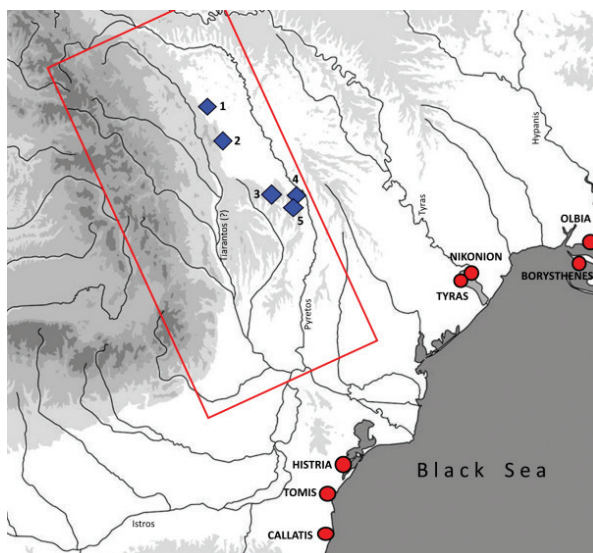 1
2
3
4
5
Tiarantos (?)
Pyretos
Tyras
Hypanis
OLBIA
BORYSTHENES
NIKONION
TYRAS
HISTRIA
TOMIS
CALLATIS
Istros
Black Sea